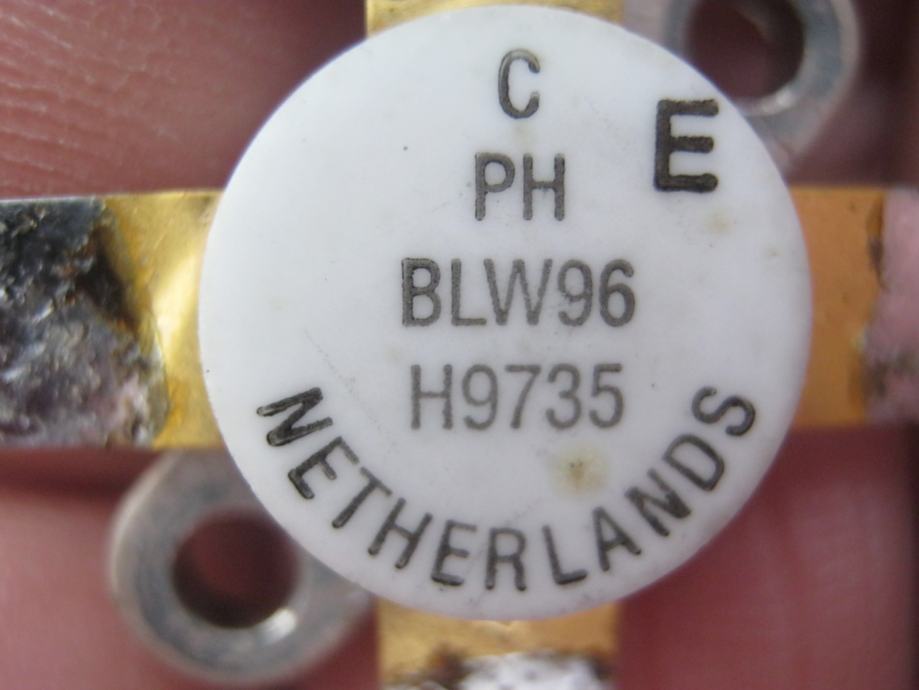 C
E
PH
BLW96
H9735
NETHERLANDS